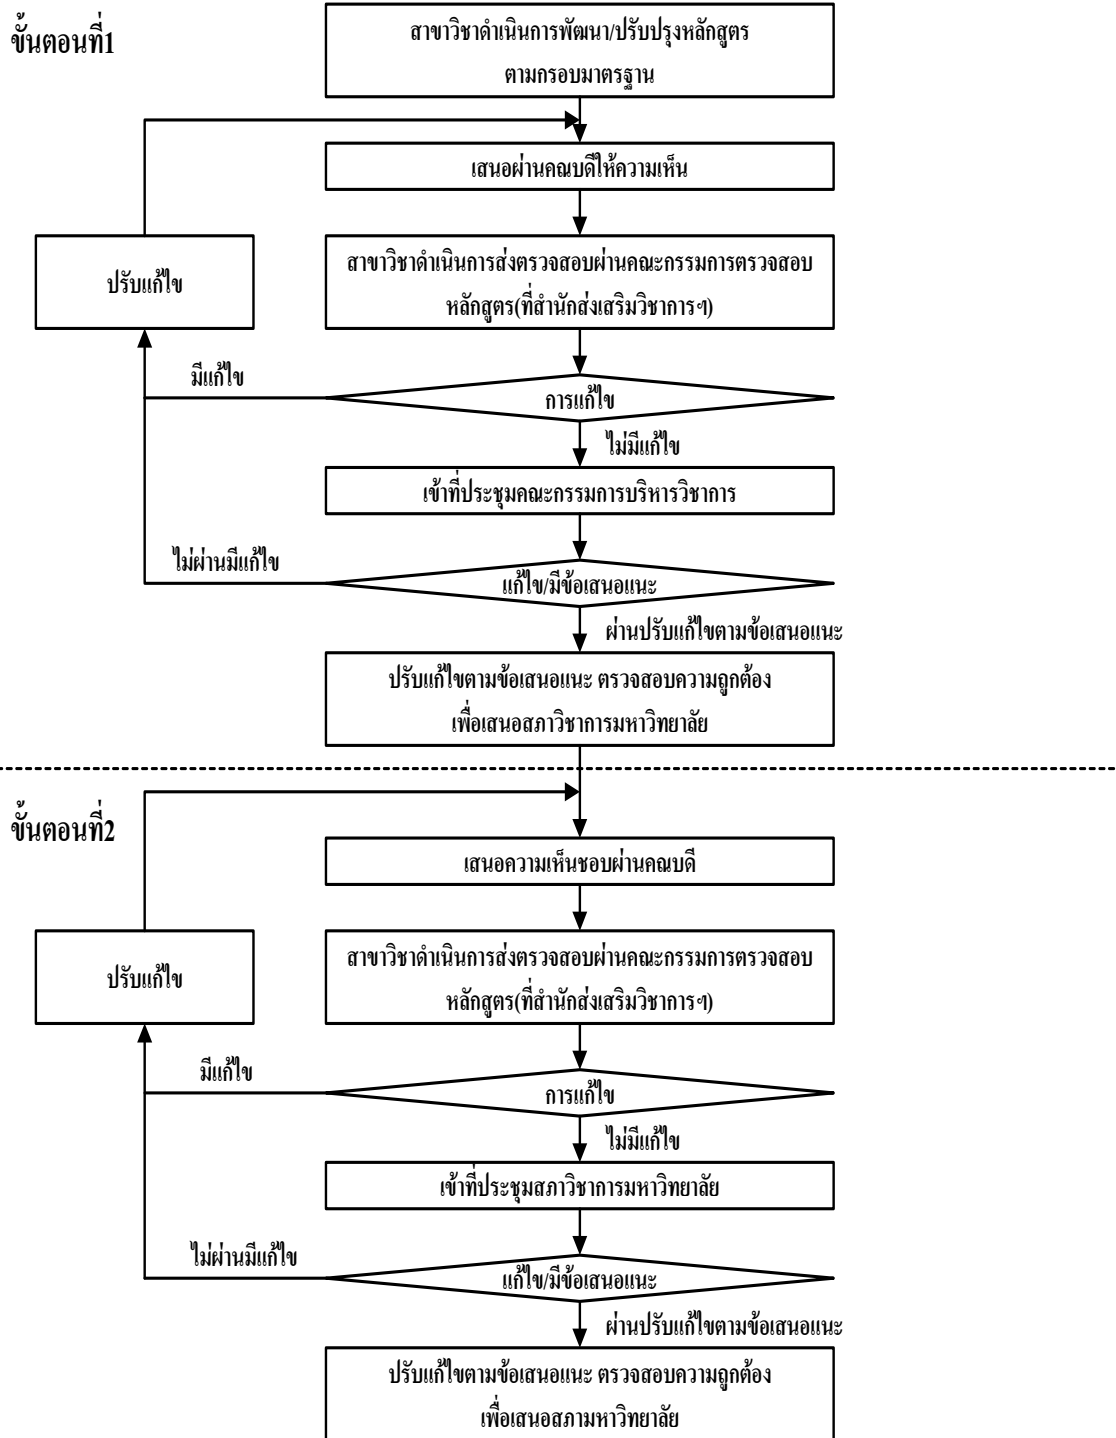 ขั้นตอนที่1
สาขาวิชาดำเนินการพัฒนา/ปรับปรุงหลักสูตร
ตามกรอบมาตรฐาน
เสนอผ่านคณบดีให้ความเห็น
ปรับแก้ไข
สาขาวิชาดำเนินการส่งตรวจสอบผ่านคณะกรรมการตรวจสอบ
หลักสูตร(ที่สำนักส่งเสริมวิชาการฯ)
มีแก้ไข
การแก้ไข
ไม่มีแก้ไข
เข้าที่ประชุมคณะกรรมการบริหารวิชาการ
ไม่ผ่านมีแก้ไข
แก้ไข/มีข้อเสนอแนะ
ผ่านปรับแก้ไขตามข้อเสนอแนะ
ปรับแก้ไขตามข้อเสนอแนะ ตรวจสอบความถูกต้อง
เพื่อเสนอสภาวิชาการมหาวิทยาลัย
ขั้นตอนที่2
เสนอความเห็นชอบผ่านคณบดี
ปรับแก้ไข
สาขาวิชาดำเนินการส่งตรวจสอบผ่านคณะกรรมการตรวจสอบ
หลักสูตร(ที่สำนักส่งเสริมวิชาการฯ)
มีแก้ไข
การแก้ไข
ไม่มีแก้ไข
เข้าที่ประชุมสภาวิชาการมหาวิทยาลัย
ไม่ผ่านมีแก้ไข
แก้ไข/มีข้อเสนอแนะ
ผ่านปรับแก้ไขตามข้อเสนอแนะ
ปรับแก้ไขตามข้อเสนอแนะ ตรวจสอบความถูกต้อง
เพื่อเสนอสภามหาวิทยาลัย